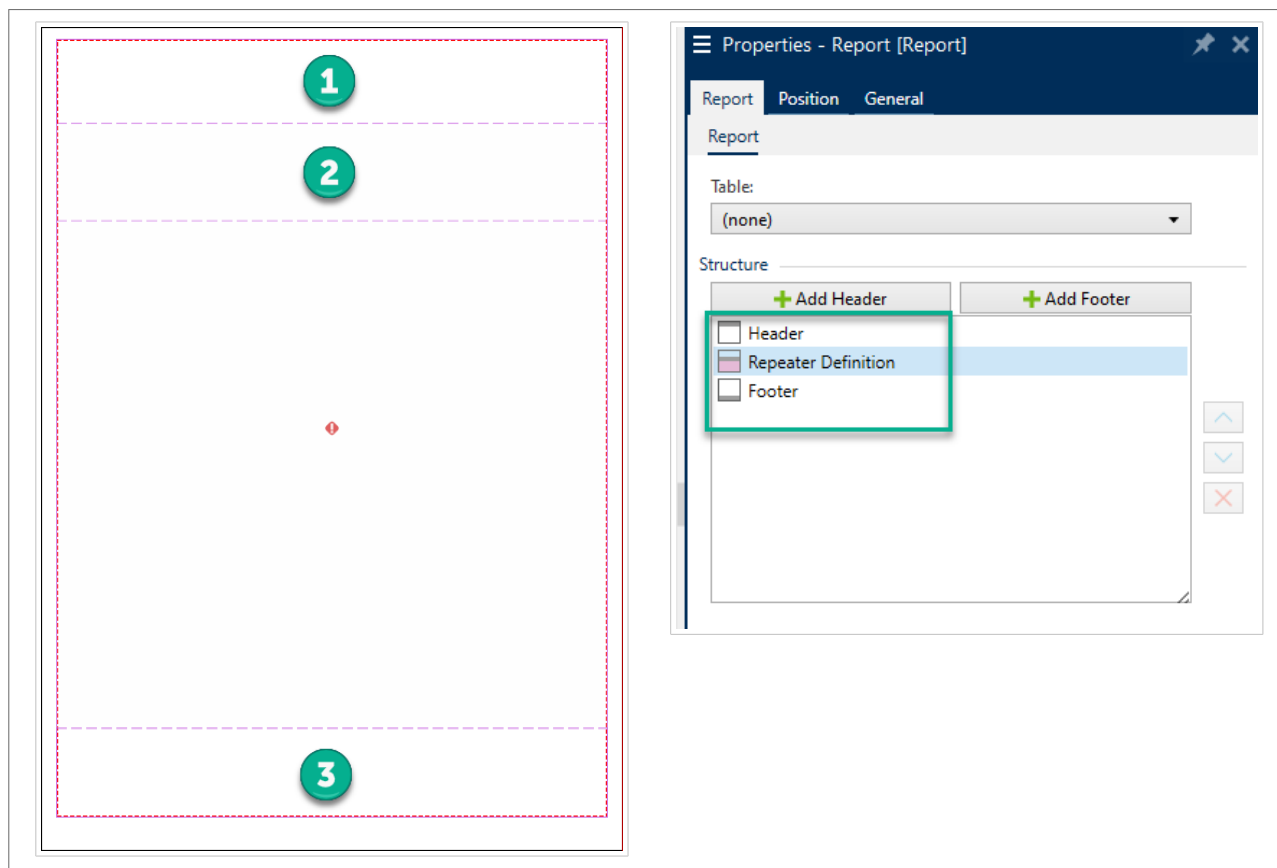 1
2
3
Properties - Report [Report]
Report Position General
Report
Table:
(none)
Structure
Add Header Add Footer
Header
Repeater Definition
Footer